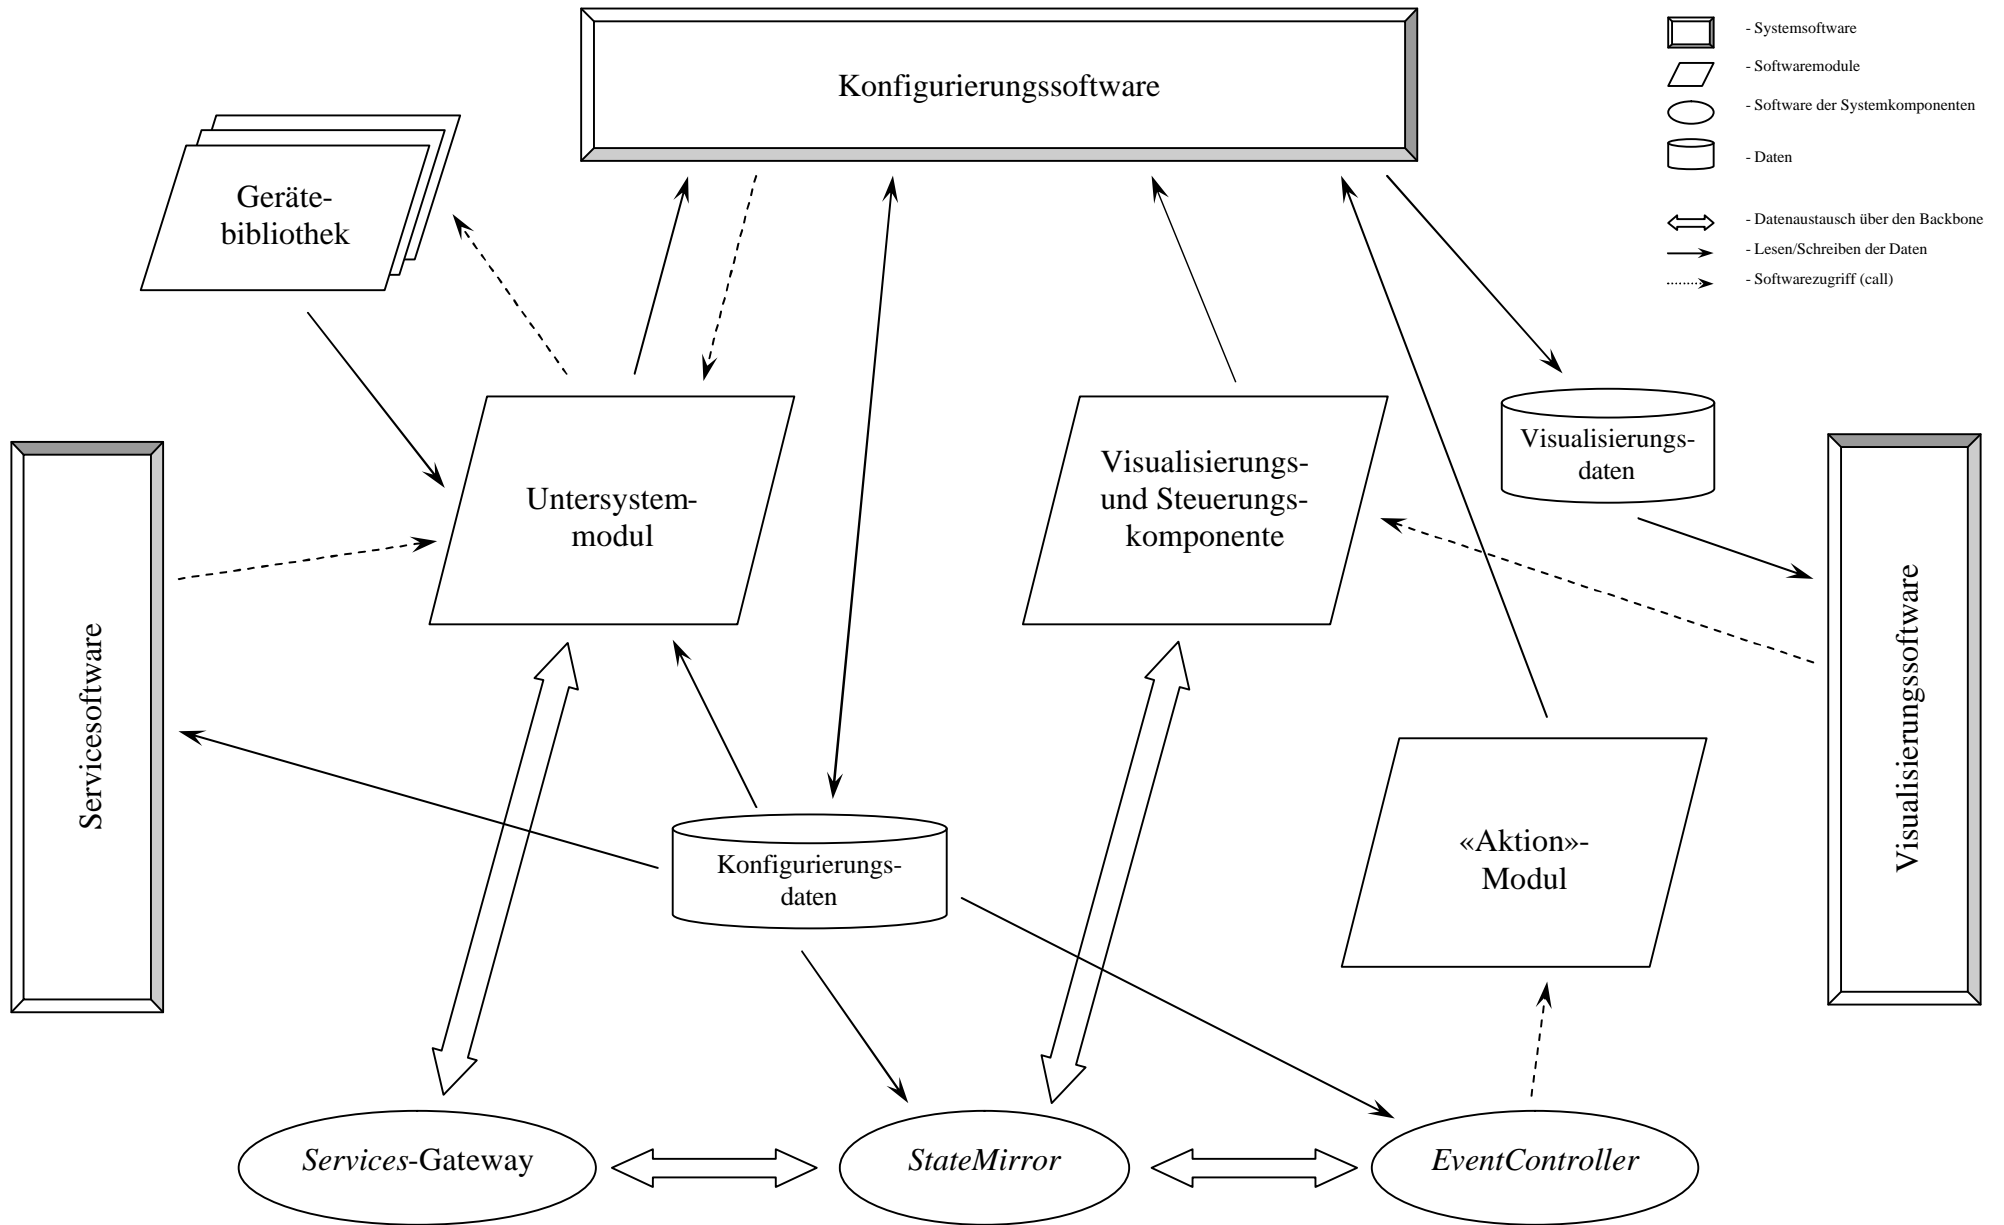 Konfigurierungssoftware
- Systemsoftware
- Softwaremodule
- Software der Systemkomponenten
- Daten
- Datenaustausch über den Backbone
- Lesen/Schreiben der Daten
- Softwarezugriff (call)
Geräte-
bibliothek
Untersystem-
modul
Visualisierungs-
und Steuerungs-
komponente
Visualisierungs-
daten
Servicesoftware
Visualisierungssoftware
Konfigurierungs-
daten
«Aktion»-
Modul
Services-Gateway
StateMirror
EventController